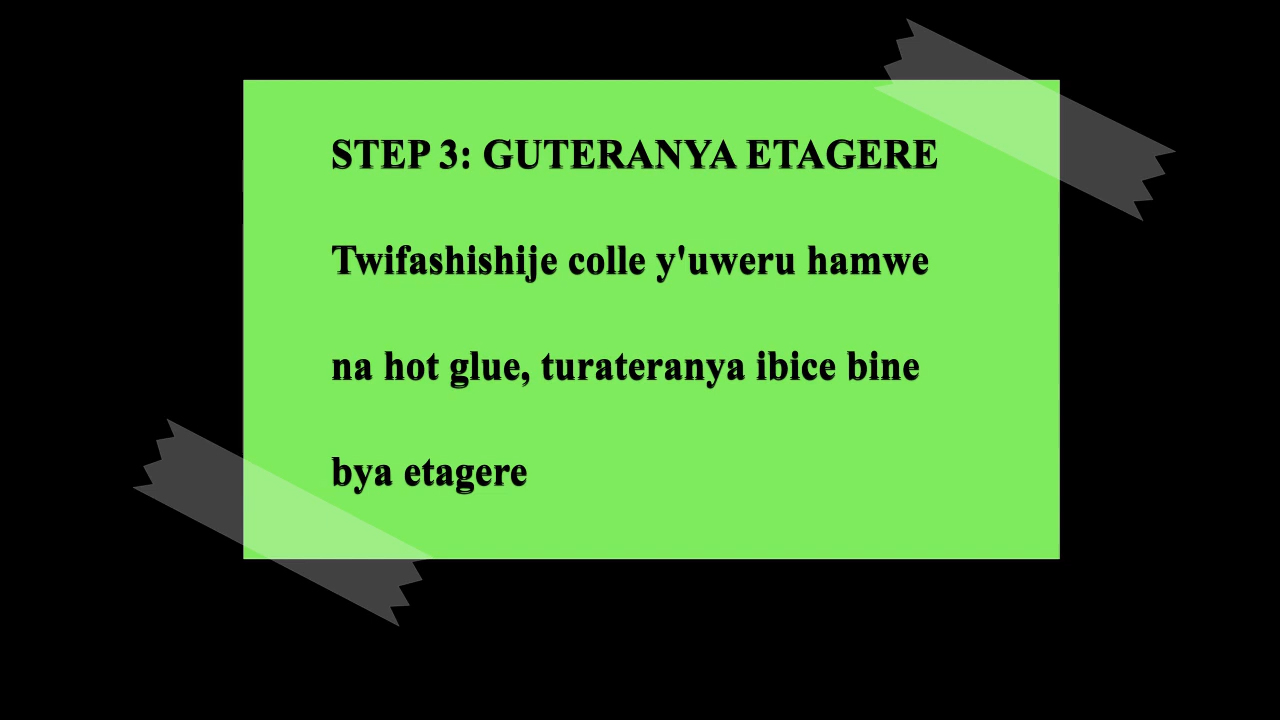 STEP 3: GUTERANYA ETAGERE
Twifashishije colle y'uweru hamwe
na hot glue, turateranya ibice bine
bya etagere